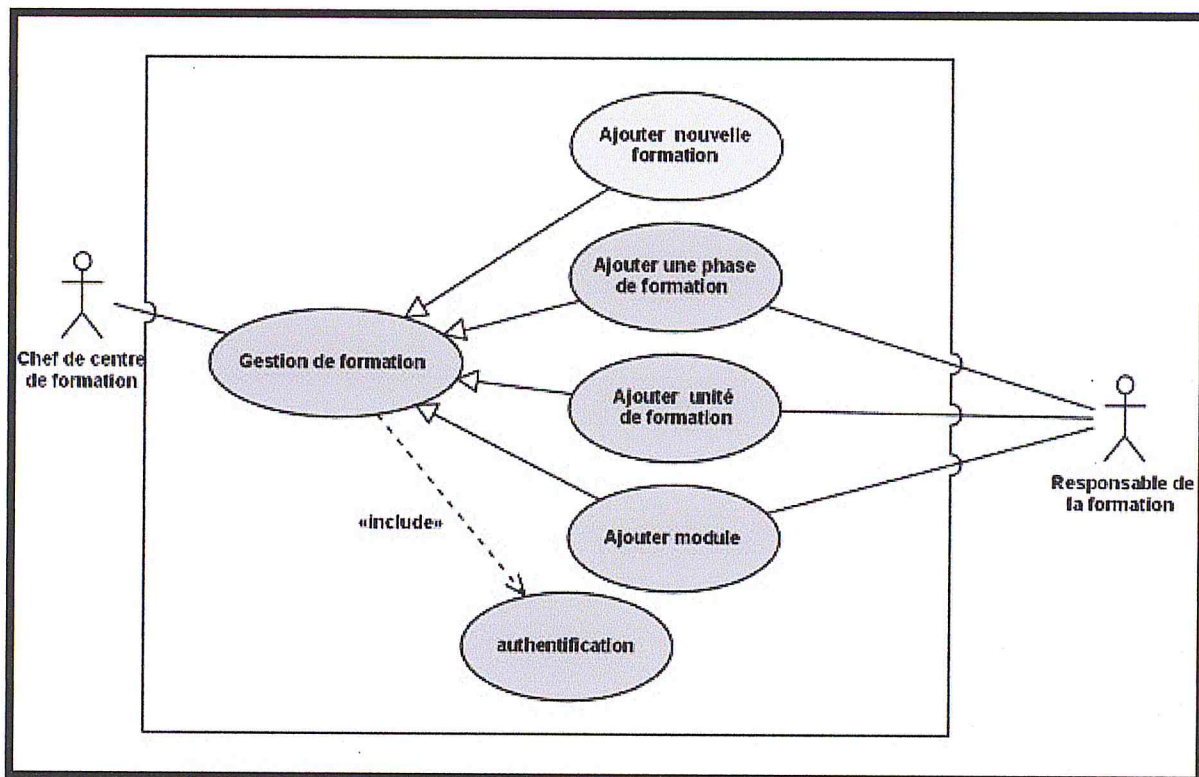 Ajouter nouvelle
formation
Ajouter une phase
de formation
Chef de centre
de formation
Gestion de formation
Ajouter unité
de formation
Responsable de
la formation
«include»
Ajouter module
authentification